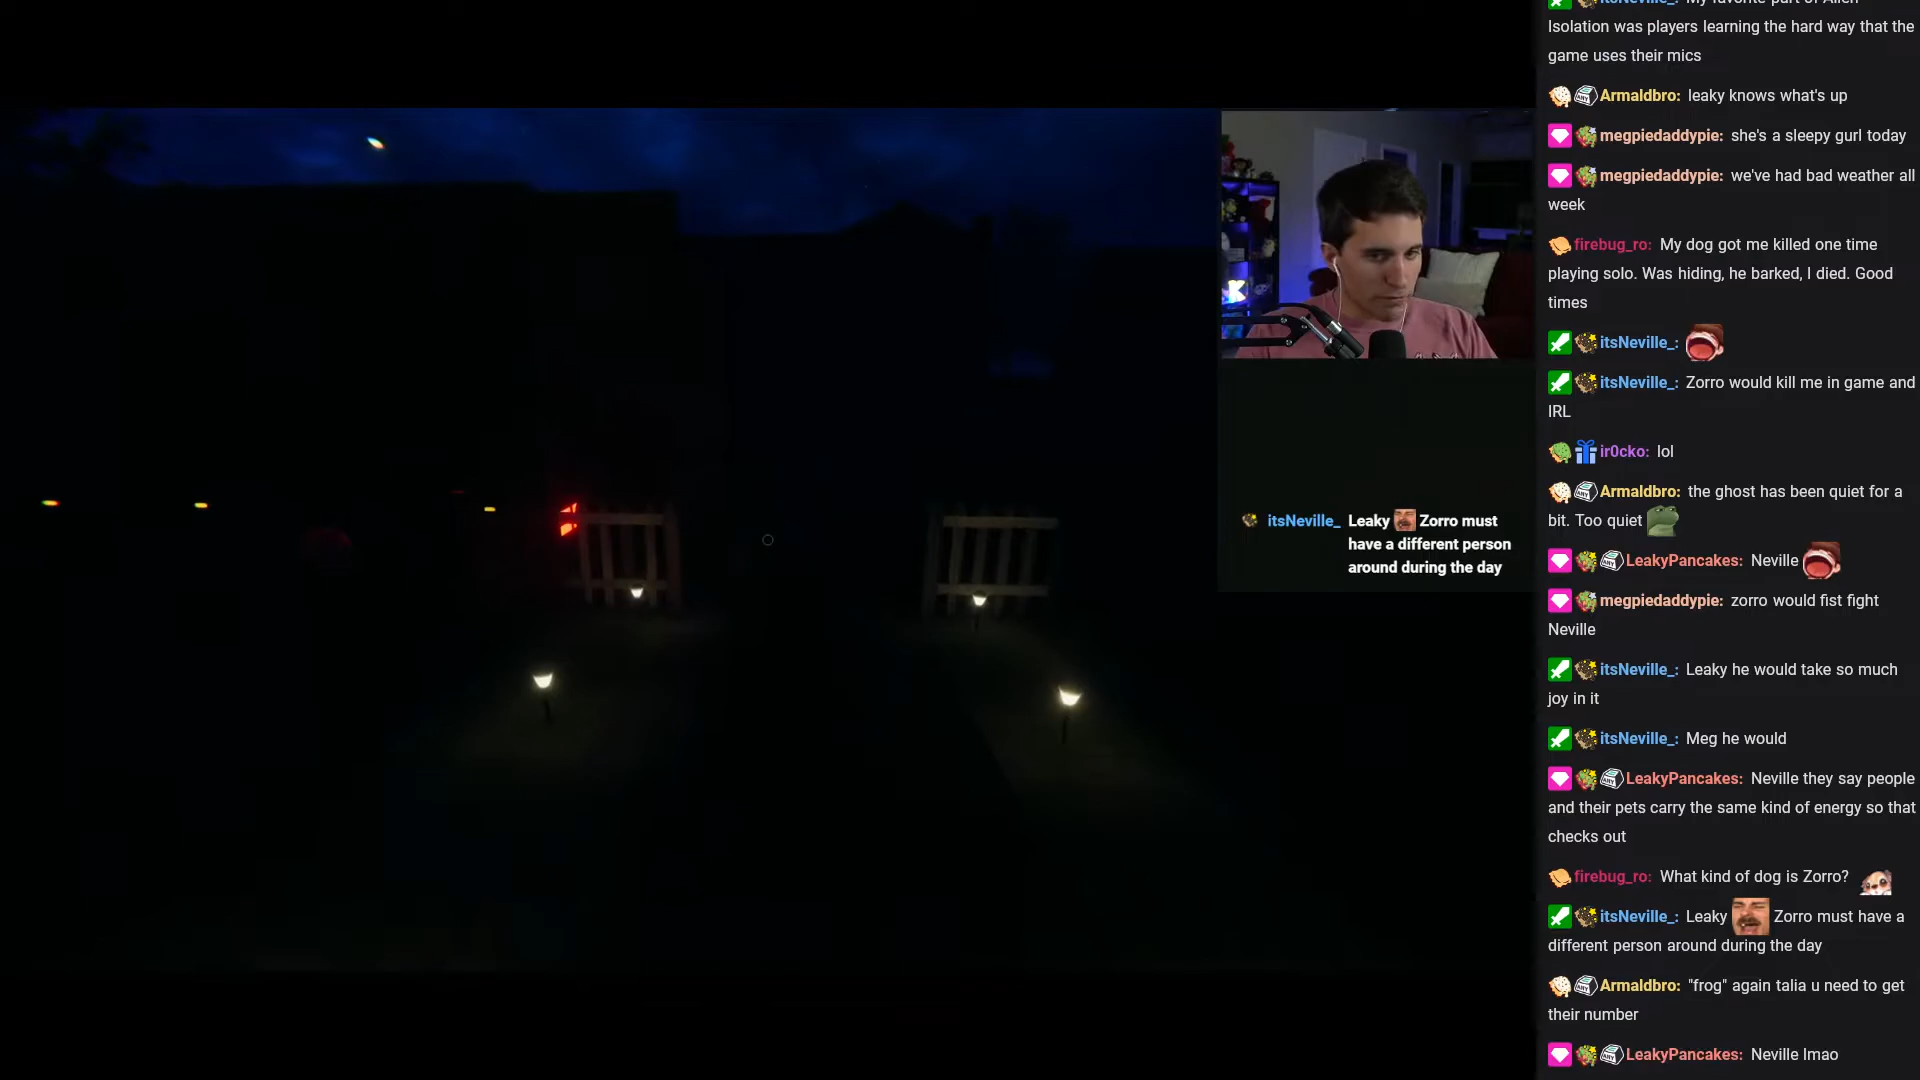 itsNeville_ Leaky Zorro must
have a different person
around during the day
itsNeville_: My favorite part of Alien
Isolation was players learning the hard way that the
game uses their mics
Armaldbro: leaky knows what's up
megpiedaddypie: she's a sleepy gurl today
megpiedaddypie: we've had bad weather all
week
firebug_ro: My dog got me killed one time
playing solo. Was hiding, he barked, I died. Good
times
itsNeville_:
itsNeville_: Zorro would kill me in game and
IRL
ir0cko: lol
Armaldbro: the ghost has been quiet for a
bit. Too quiet
LeakyPancakes: Neville
megpiedaddypie: zorro would fist fight
Neville
itsNeville_: Leaky he would take so much
joy in it
itsNeville_: Meg he would
LeakyPancakes: Neville they say people
and their pets carry the same kind of energy so that
checks out
firebug_ro: What kind of dog is Zorro?
itsNeville_: Leaky Zorro must have a
different person around during the day
Armaldbro: "frog" again talia u need to get
their number
LeakyPancakes: Neville lmao